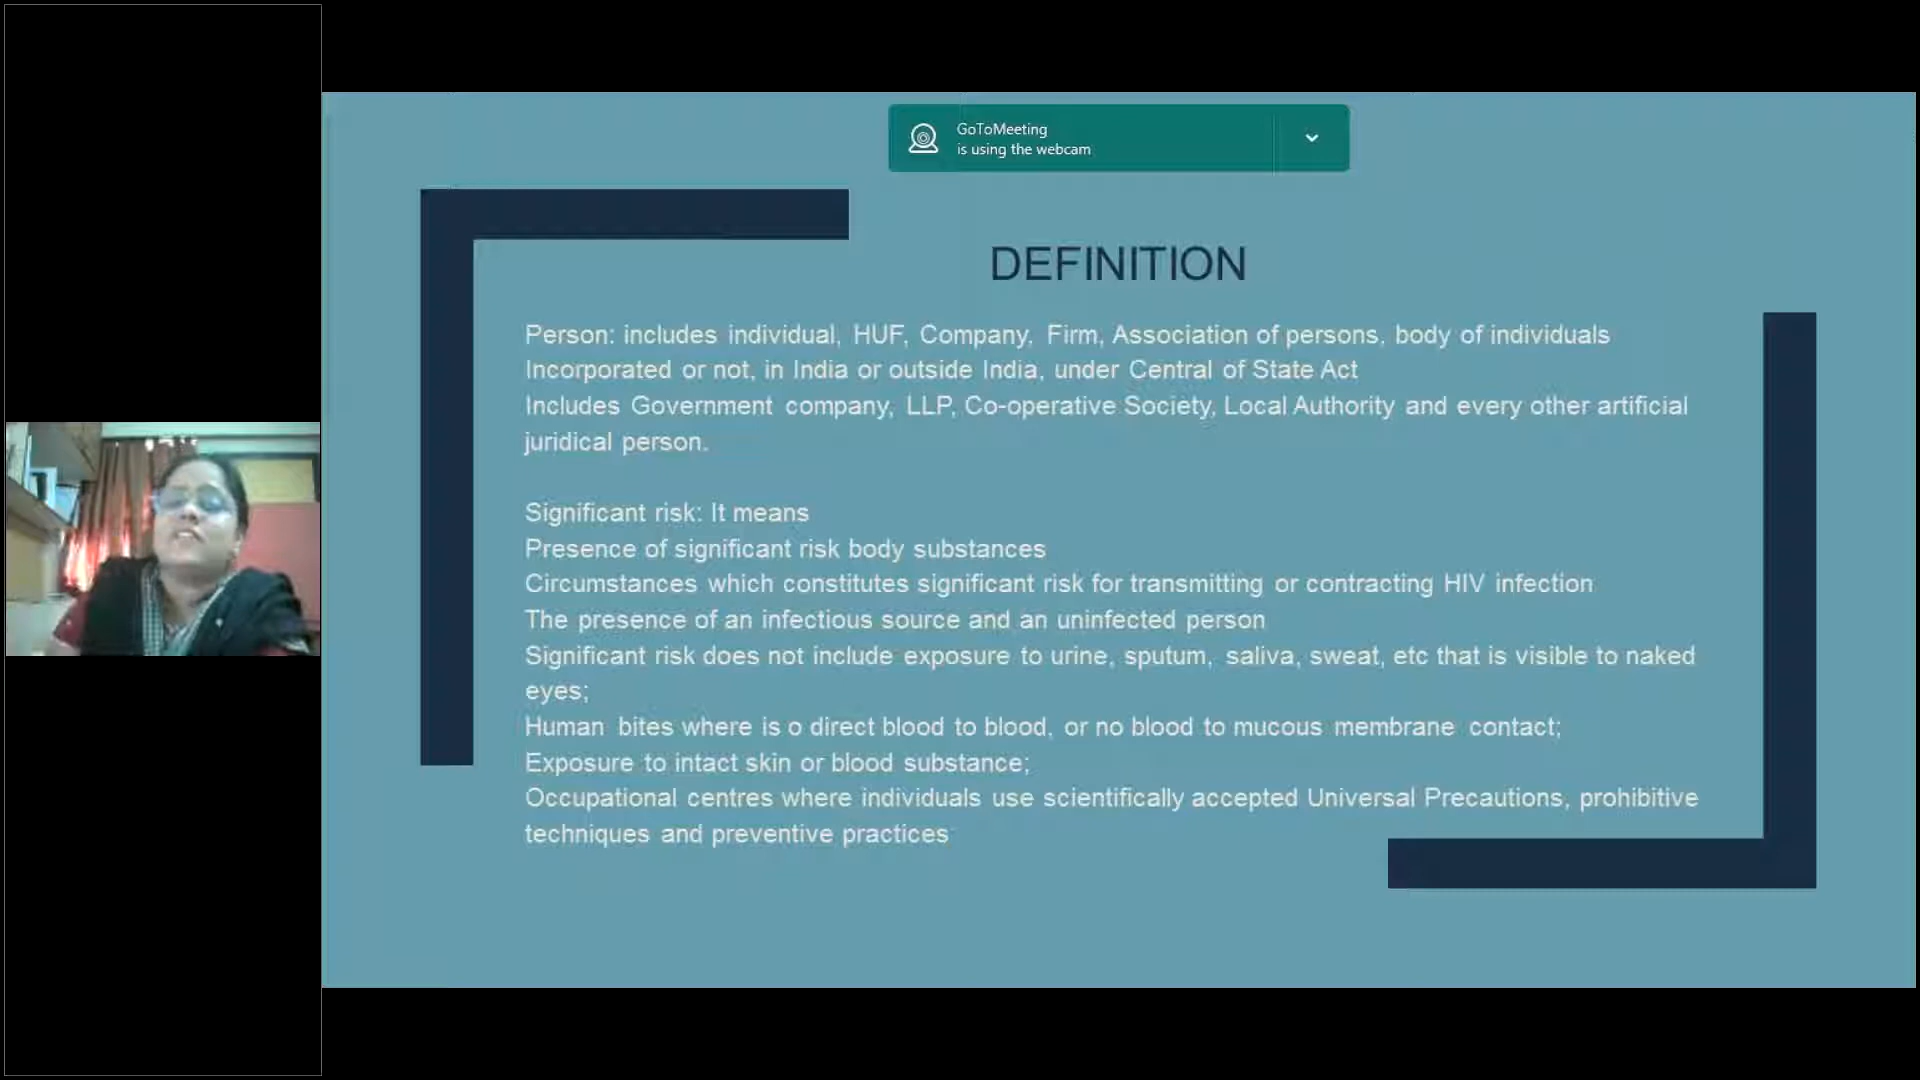 GoToMeeting
is using the webcam
DEFINITION
Person: includes individual, HUF, Company, Firm, Association of persons, body of individuals
Incorporated or not, in India or outside India, under Central of State Act
Includes Government company, LLP, Co-operative Society, Local Authority and every other artificial
juridical person.
Significant risk: It means
Presence of significant risk body substances
Circumstances which constitutes significant risk for transmitting or contracting HIV infection
The presence of an infectious source and an uninfected person
Significant risk does not include exposure to urine, sputum, saliva, sweat, etc that is visible to naked
eyes;
Human bites where is o direct blood to blood, or no blood to mucous membrane contact;
Exposure to intact skin or blood substance;
Occupational centres where individuals use scientifically accepted Universal Precautions, prohibitive
techniques and preventive practices